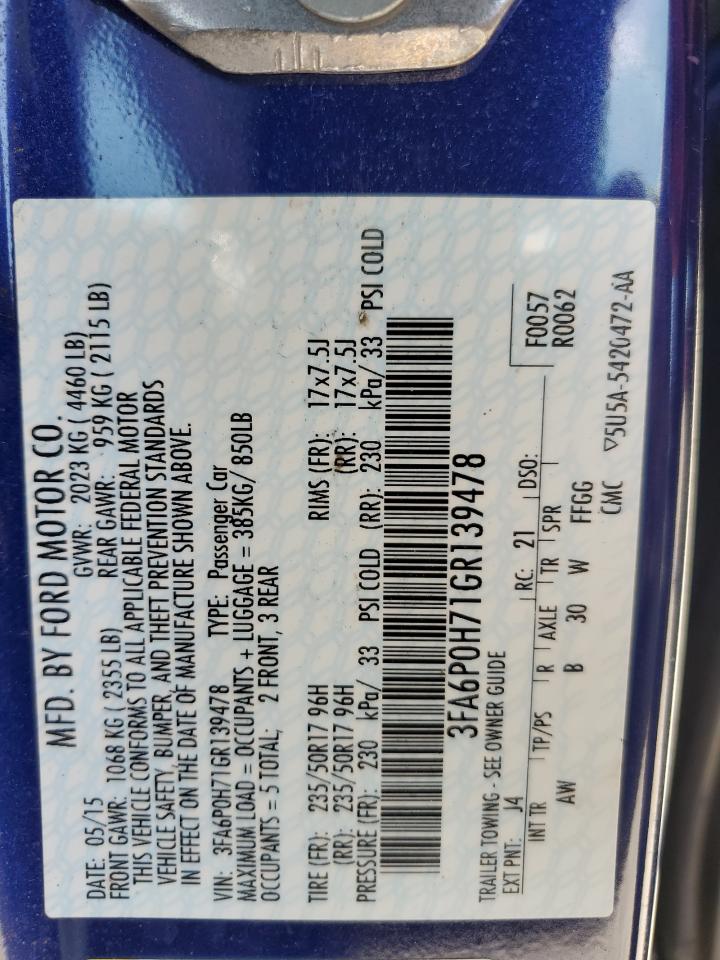 MFD. BY FORD MOTOR CO.
DATE: 05/15 GVWR: 2023 KG ( 4460 LB)
FRONT GAWR: 1068 KG ( 2355 LB) REAR GAWR: 959 KG ( 2115 LB)
THIS VEHICLE CONFORMS TO ALL APPLICABLE FEDERAL MOTOR
VEHICLE SAFETY, BUMPER, AND THEFT PREVENTION STANDARDS
IN EFFECT ON THE DATE OF MANUFACTURE SHOWN ABOVE.
VIN: 3FA6P0H71GR139478 TYPE: Passenger Car
MAXIMUM LOAD = OCCUPANTS + LUGGAGE = 385KG/ 850LB
OCCUPANTS = 5 TOTAL; 2 FRONT, 3 REAR
TIRE (FR): 235/50R17 96H RIMS (FR): 17x7.5J
(RR): 235/50R17 96H (RR): 17x7.5J
PRESSURE (FR): 230 kPa/ 33 PSI COLD (RR): 230 kPa/ 33 PSI COLD
3FA6P0H71GR139478
TRAILER TOWING - SEE OWNER GUIDE
EXT PNT: J4 RC: 21 DSO: F0057
R0062
INT TR TP/PS R AXLE TR SPR
AW B 30 W FFGG
CMC ▽5U5A-5420472-AA